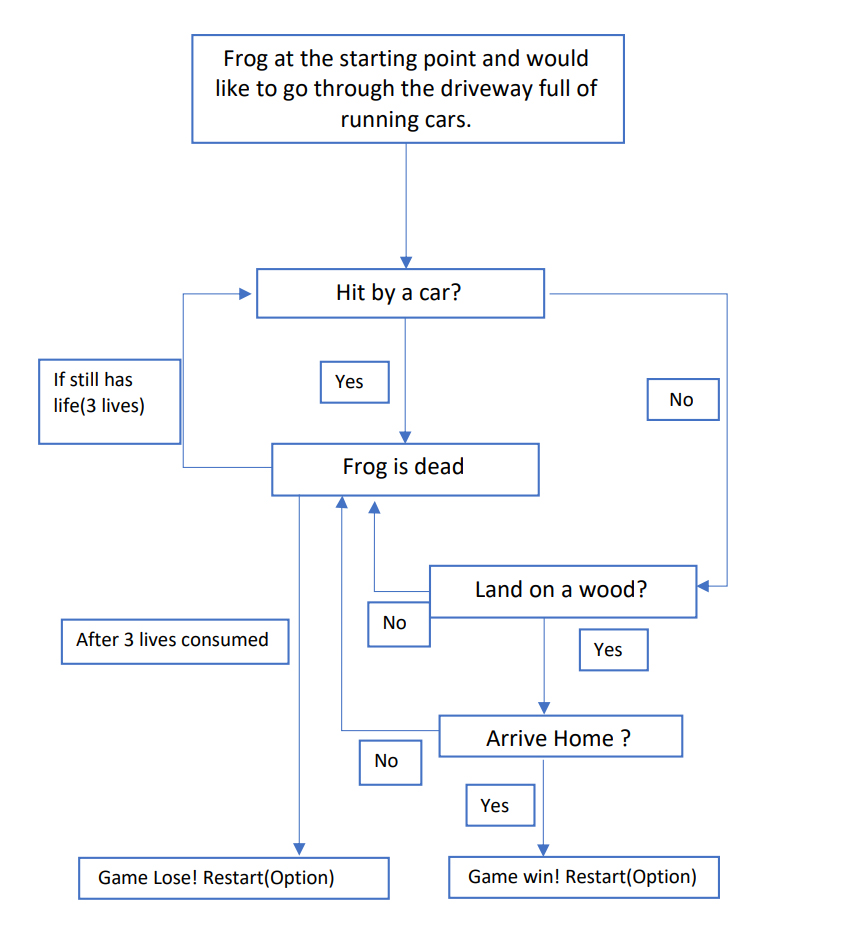 Frog at the starting point and would
like to go through the driveway full of
running cars.
Hit by a car?
If still has
life(3 lives)
Yes
No
Frog is dead
Land on a wood?
No
After 3 lives consumed
Yes
Arrive Home ?
No
Yes
Game Lose! Restart(Option)
Game win! Restart(Option)